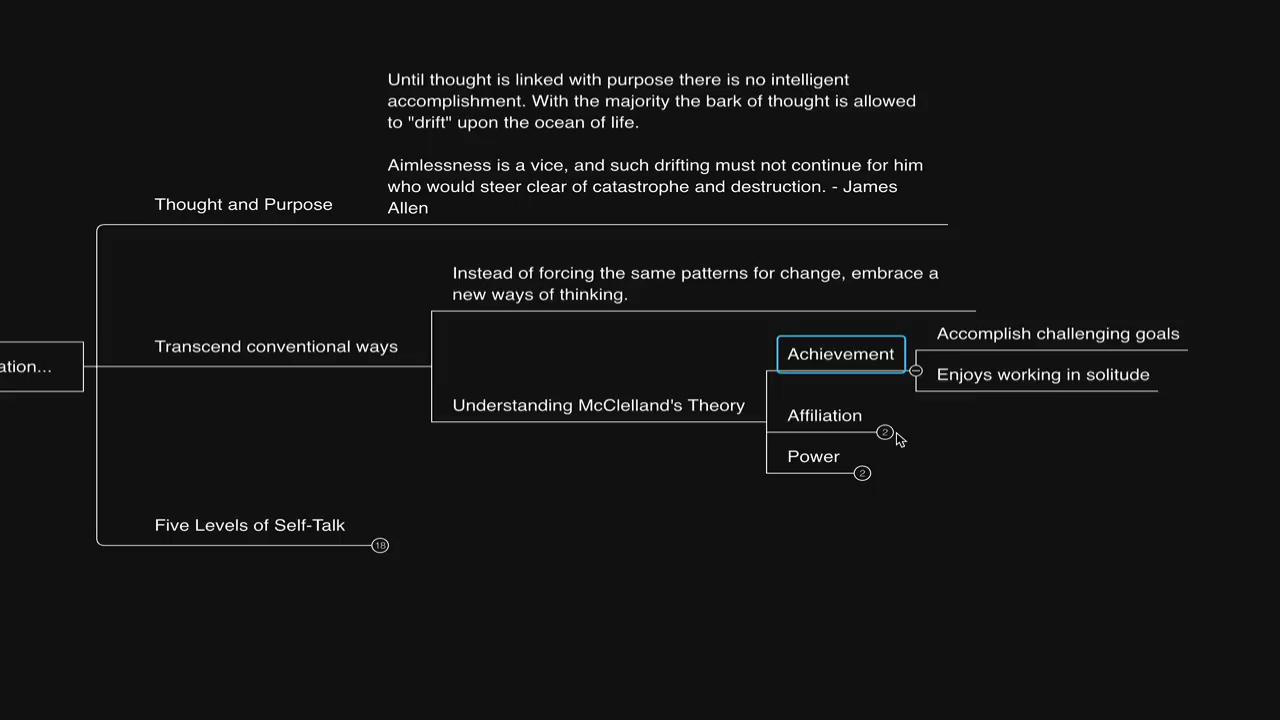 Until thought is linked with purpose there is no intelligent
accomplishment. With the majority the bark of thought is allowed
to "drift" upon the ocean of life.
Aimlessness is a vice, and such drifting must not continue for him
who would steer clear of catastrophe and destruction. - James
Allen
Thought and Purpose
Instead of forcing the same patterns for change, embrace a
new ways of thinking.
Transcend conventional ways
ation...
Understanding McClelland's Theory
Achievement
Accomplish challenging goals
Enjoys working in solitude
Affiliation
2
Power
2
Five Levels of Self-Talk
18